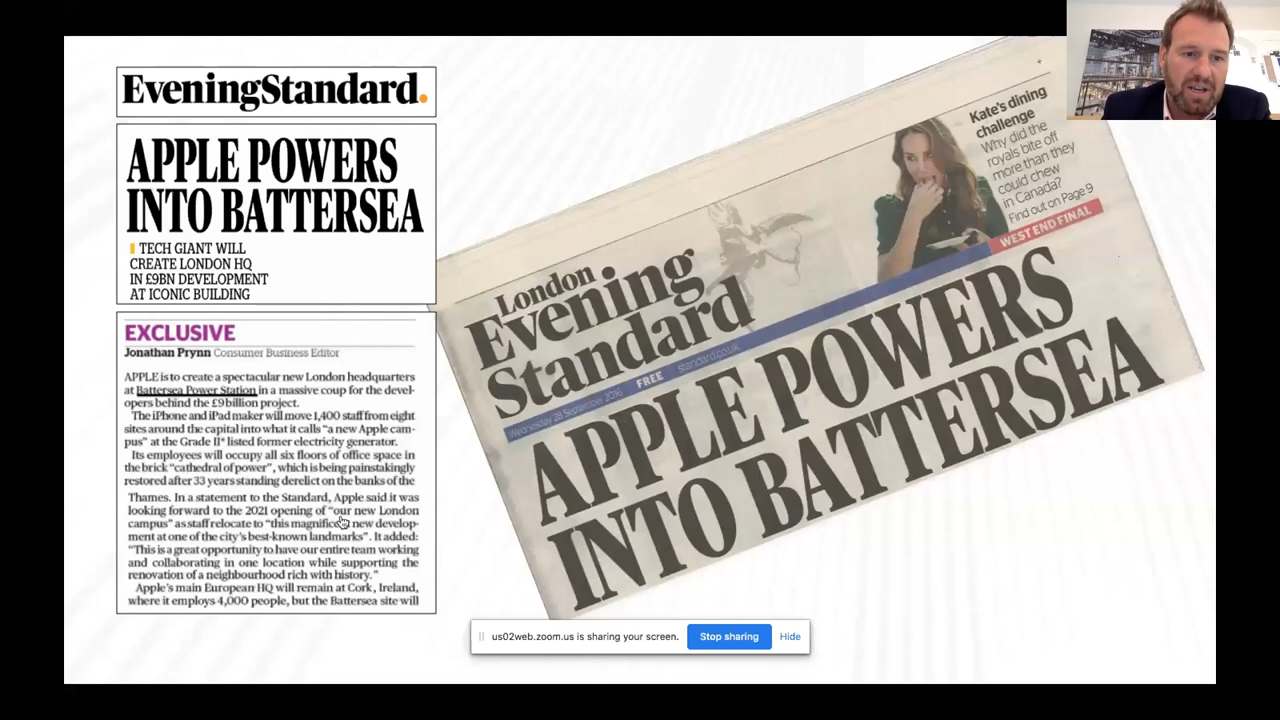 EveningStandard.
APPLE POWERS
INTO BATTERSEA
TECH GIANT WILL
CREATE LONDON HQ
IN £9BN DEVELOPMENT
AT ICONIC BUILDING
EXCLUSIVE
Jonathan Prynn Consumer Business Editor
APPLE is to create a spectacular new London headquarters
at Battersea Power Station in a massive coup for the devel-
opers behind the £9billion project.
The iPhone and iPad maker will move 1,400 staff from eight
sites around the capital into what it calls “a new Apple cam-
pus” at the Grade II* listed former electricity generator.
Its employees will occupy all six floors of office space in
the brick “cathedral of power”, which is being painstakingly
restored after 33 years standing derelict on the banks of the
Thames. In a statement to the Standard, Apple said it was
looking forward to the 2021 opening of “our new London
campus” as staff relocate to “this magnificent new develop-
ment at one of the city's best-known landmarks”. It added:
“This is a great opportunity to have our entire team working
and collaborating in one location while supporting the
renovation of a neighbourhood rich with history.”
Apple's main European HQ will remain at Cork, Ireland,
where it employs 4,000 people, but the Battersea site will
Kate's dining
challenge
Why did the
royals bite off
more than they
could chew
in Canada?
Find out on Page 9
WEST END FINAL
London
Evening
Standard
Wednesday 28 September 2016 FREE standard.co.uk
APPLE POWERS
INTO BATTERSEA
us02web.zoom.us is sharing your screen. Stop sharing Hide